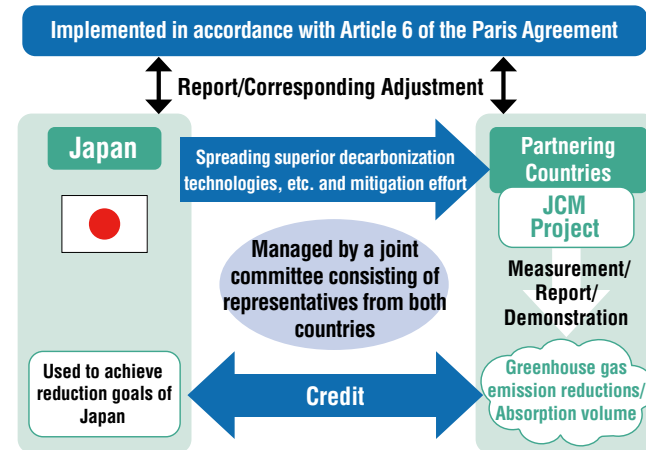 Implemented in accordance with Article 6 of the Paris Agreement
Report/Corresponding Adjustment
Japan
Spreading superior decarbonization
technologies, etc. and mitigation effort
Partnering
Countries
JCM
Project
Managed by a joint
committee consisting of
representatives from both
countries
Measurement/
Report/
Demonstration
Used to achieve
reduction goals of
Japan
Credit
Greenhouse gas
emission reductions/
Absorption volume